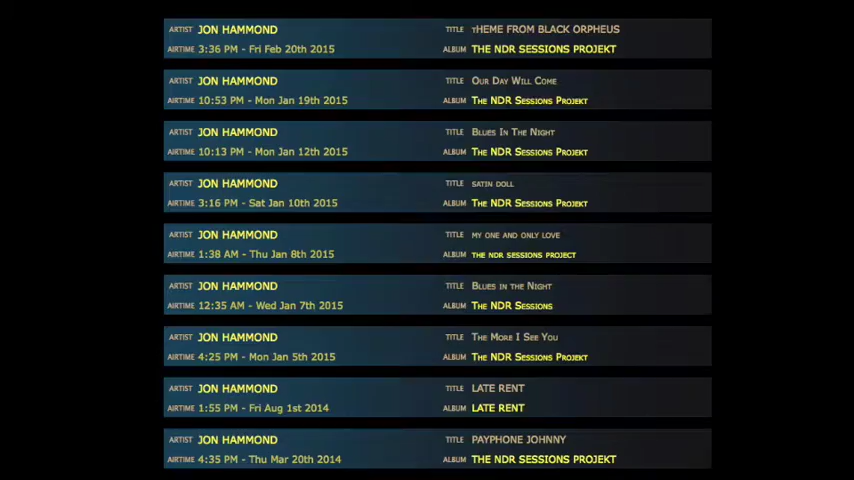 ARTIST JON HAMMOND TITLE tHEME FROM BLACK ORPHEUS
AIRTIME 3:36 PM - Fri Feb 20th 2015 ALBUM THE NDR SESSIONS PROJEKT
ARTIST JON HAMMOND TITLE Our Day Will Come
AIRTIME 10:53 PM - Mon Jan 19th 2015 ALBUM The NDR Sessions Projekt
ARTIST JON HAMMOND TITLE Blues In The Night
AIRTIME 10:13 PM - Mon Jan 12th 2015 ALBUM The NDR Sessions Projekt
ARTIST JON HAMMOND TITLE satin doll
AIRTIME 3:16 PM - Sat Jan 10th 2015 ALBUM The NDR Sessions Projekt
ARTIST JON HAMMOND TITLE my one and only love
AIRTIME 1:38 AM - Thu Jan 8th 2015 ALBUM the ndr sessions project
ARTIST JON HAMMOND TITLE Blues in the Night
AIRTIME 12:35 AM - Wed Jan 7th 2015 ALBUM The NDR Sessions
ARTIST JON HAMMOND TITLE The More I See You
AIRTIME 4:25 PM - Mon Jan 5th 2015 ALBUM The NDR Sessions Projekt
ARTIST JON HAMMOND TITLE LATE RENT
AIRTIME 1:55 PM - Fri Aug 1st 2014 ALBUM LATE RENT
ARTIST JON HAMMOND TITLE PAYPHONE JOHNNY
AIRTIME 4:35 PM - Thu Mar 20th 2014 ALBUM THE NDR SESSIONS PROJEKT